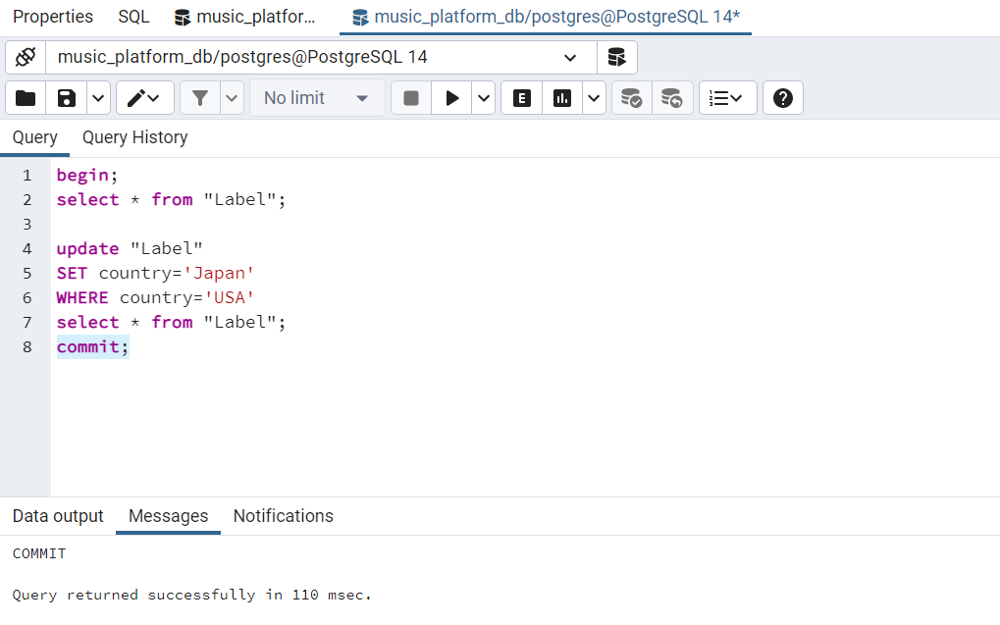 Properties SQL music_platfor... music_platform_db/postgres@PostgreSQL 14*
music_platform_db/postgres@PostgreSQL 14
No limit E
Query Query History
1 begin;
2 select * from "Label";
3
4 update "Label"
5 SET country='Japan'
6 WHERE country='USA'
7 select * from "Label";
8 commit;
Data output Messages Notifications
COMMIT
Query returned successfully in 110 msec.